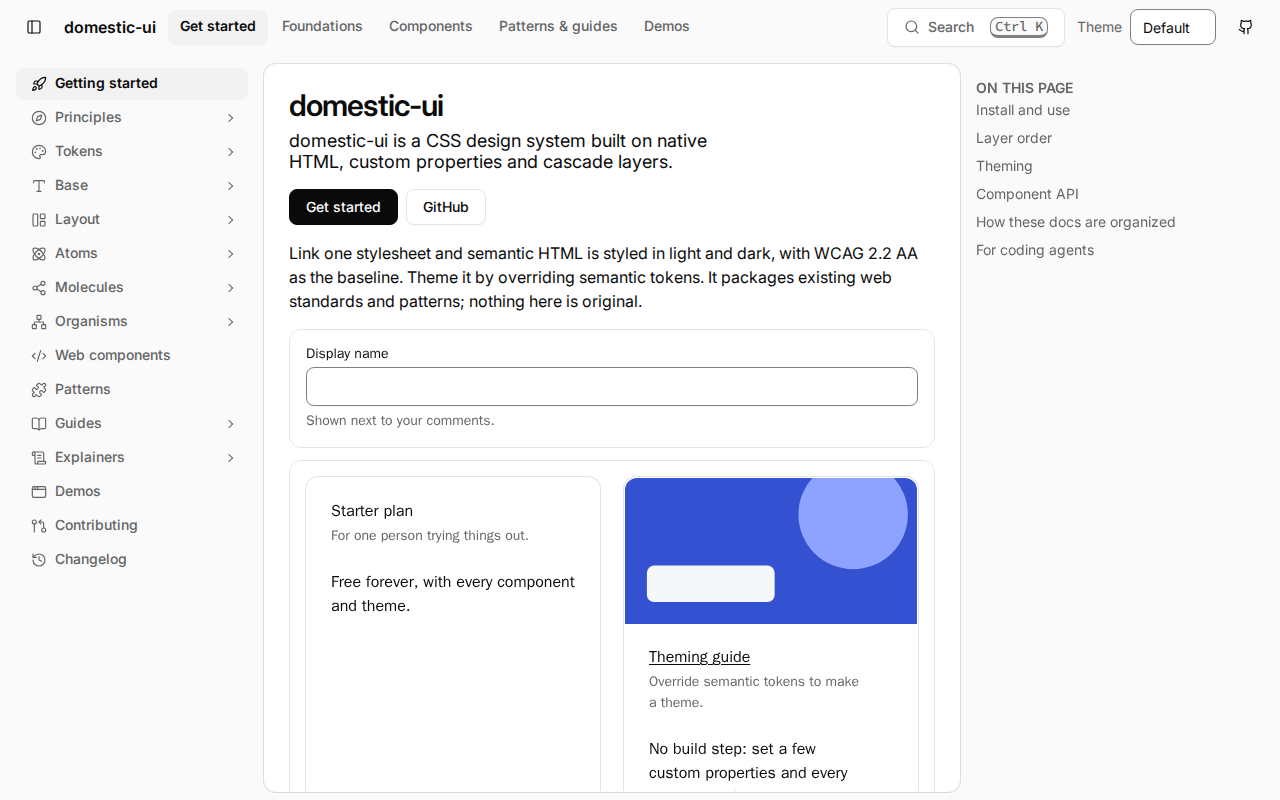 domestic-ui
Get started
Foundations
Components
Patterns & guides
Demos
Search
Ctrl K
Theme
Default
Getting started
Principles
Tokens
Base
Layout
Atoms
Molecules
Organisms
Web components
Patterns
Guides
Explainers
Demos
Contributing
Changelog
domestic-ui
domestic-ui is a CSS design system built on native
HTML, custom properties and cascade layers.
Get started
GitHub
Link one stylesheet and semantic HTML is styled in light and dark, with WCAG 2.2 AA
as the baseline. Theme it by overriding semantic tokens. It packages existing web
standards and patterns; nothing here is original.
Display name
Shown next to your comments.
Starter plan
For one person trying things out.
Free forever, with every component
and theme.
Theming guide
Override semantic tokens to make
a theme.
No build step: set a few
custom properties and every
ON THIS PAGE
Install and use
Layer order
Theming
Component API
How these docs are organized
For coding agents